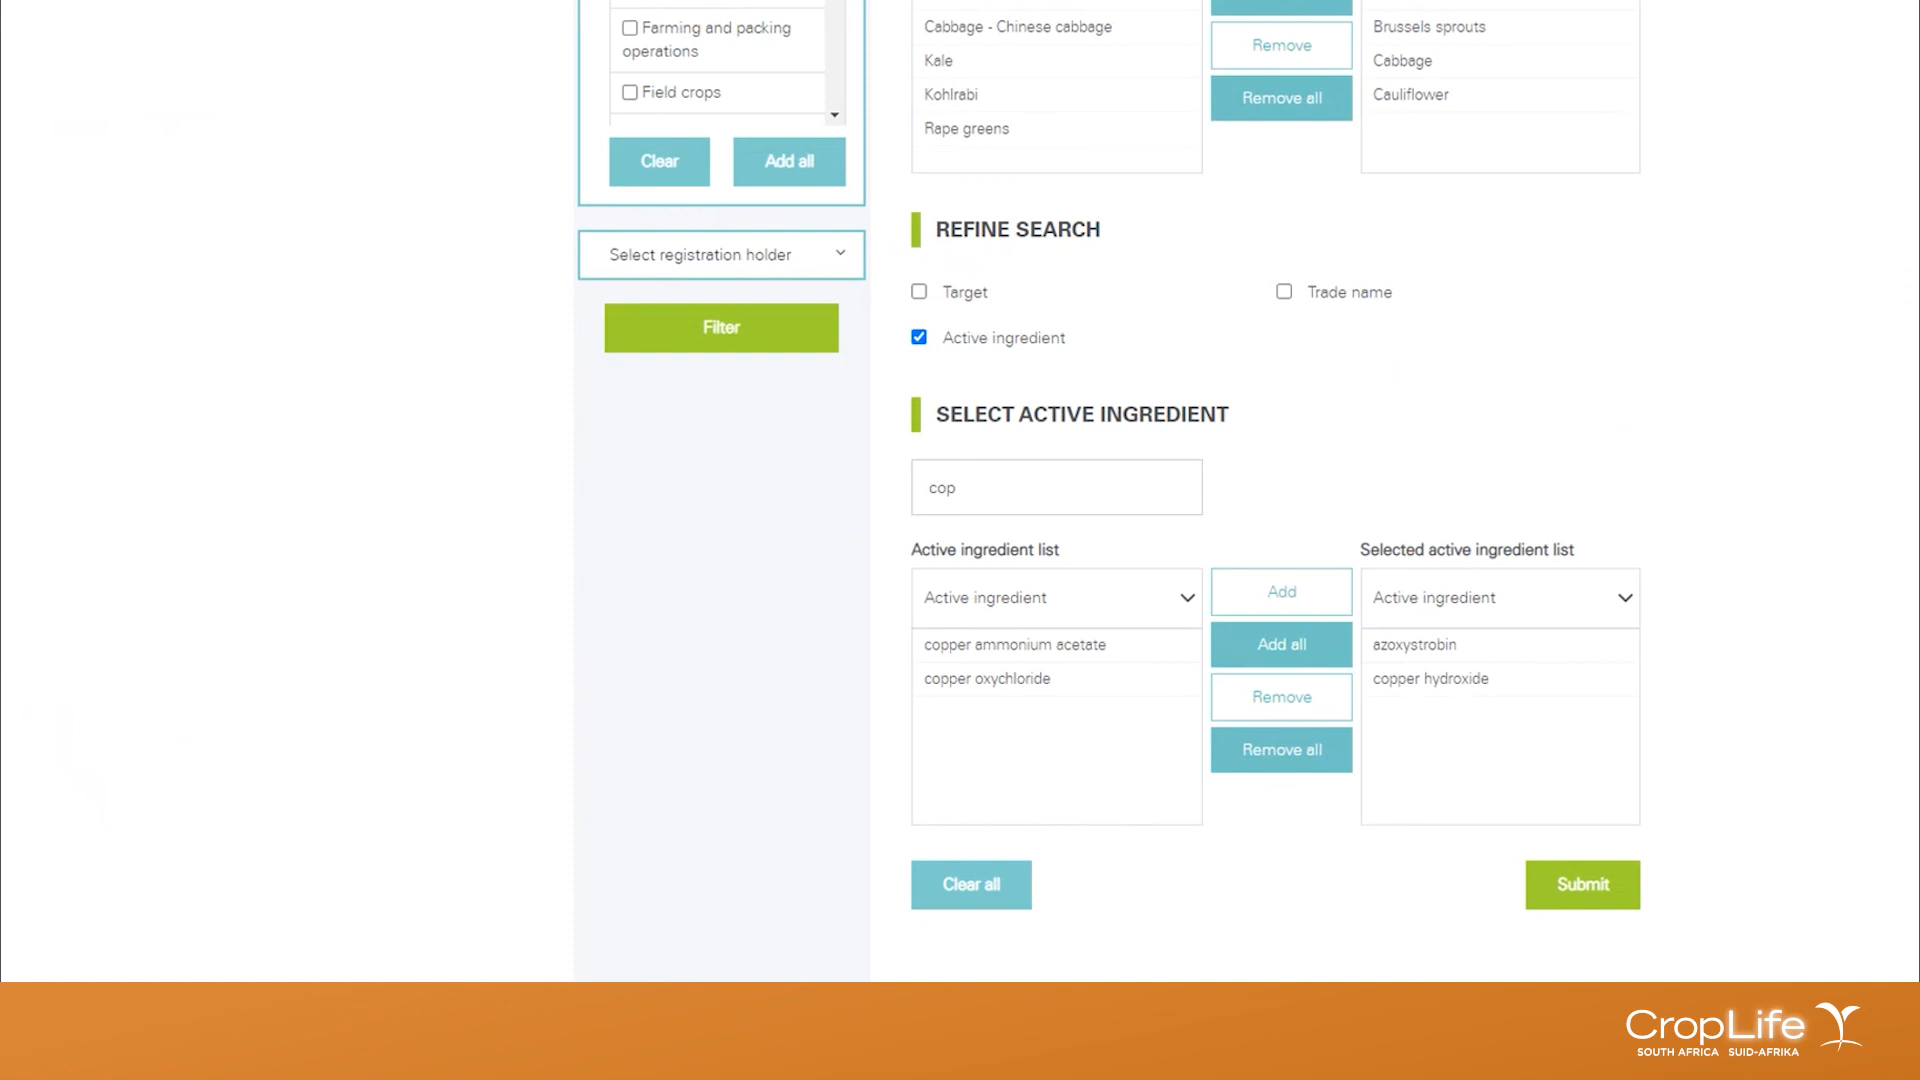 Farming and packing
operations
Field crops
Clear
Add all
Select registration holder
Filter
Cabbage - Chinese cabbage
Kale
Kohlrabi
Rape greens
Remove
Remove all
Brussels sprouts
Cabbage
Cauliflower
REFINE SEARCH
Target
Trade name
Active ingredient
SELECT ACTIVE INGREDIENT
cop
Active ingredient list
Selected active ingredient list
Active ingredient
Add
Active ingredient
copper ammonium acetate
Add all
azoxystrobin
copper oxychloride
Remove
copper hydroxide
Remove all
Clear all
Submit
CropLife
SOUTH AFRICA SUID-AFRIKA